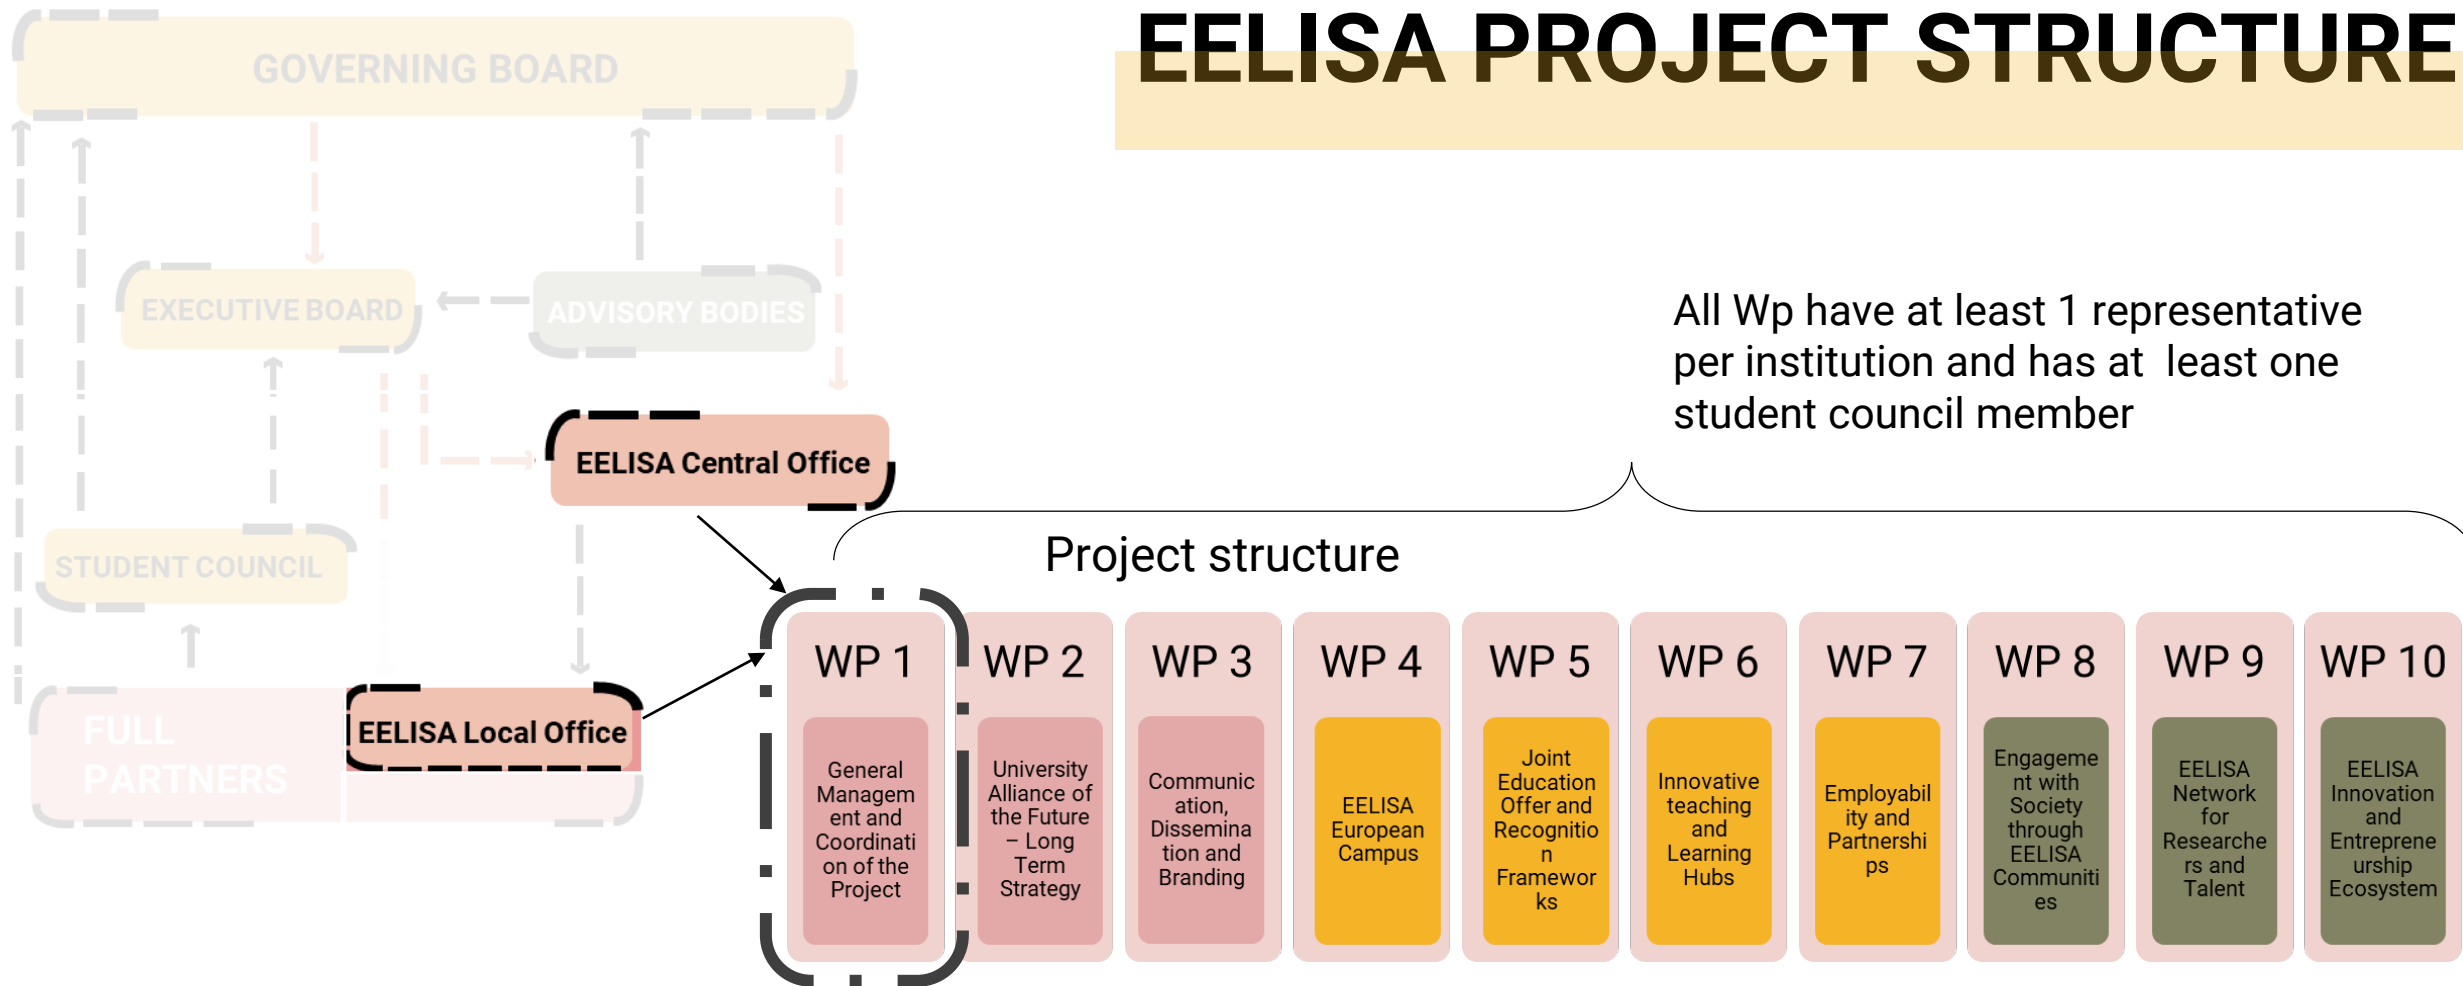 EELISA PROJECT STRUCTURE
GOVERNING BOARD
EXECUTIVE BOARD
ADVISORY BODIES
All Wp have at least 1 representative
per institution and has at  least one
student council member
EELISA Central Office
Project structure
STUDENT COUNCIL
FULL
PARTNERS
EELISA Local Office
WP 1
General
Managem
ent and
Coordinati
on of the
Project
WP 2
University
Alliance of
the Future
– Long
Term
Strategy
WP 3
Communic
ation,
Dissemina
tion and
Branding
WP 4
EELISA
European
Campus
WP 5
Joint
Education
Offer and
Recognitio
n
Framewor
ks
WP 6
Innovative
teaching
and
Learning
Hubs
WP 7
Employabil
ity and
Partnershi
ps
WP 8
Engageme
nt with
Society
through
EELISA
Communiti
es
WP 9
EELISA
Network
for
Researche
rs and
Talent
WP 10
EELISA
Innovation
and
Entreprene
urship
Ecosystem